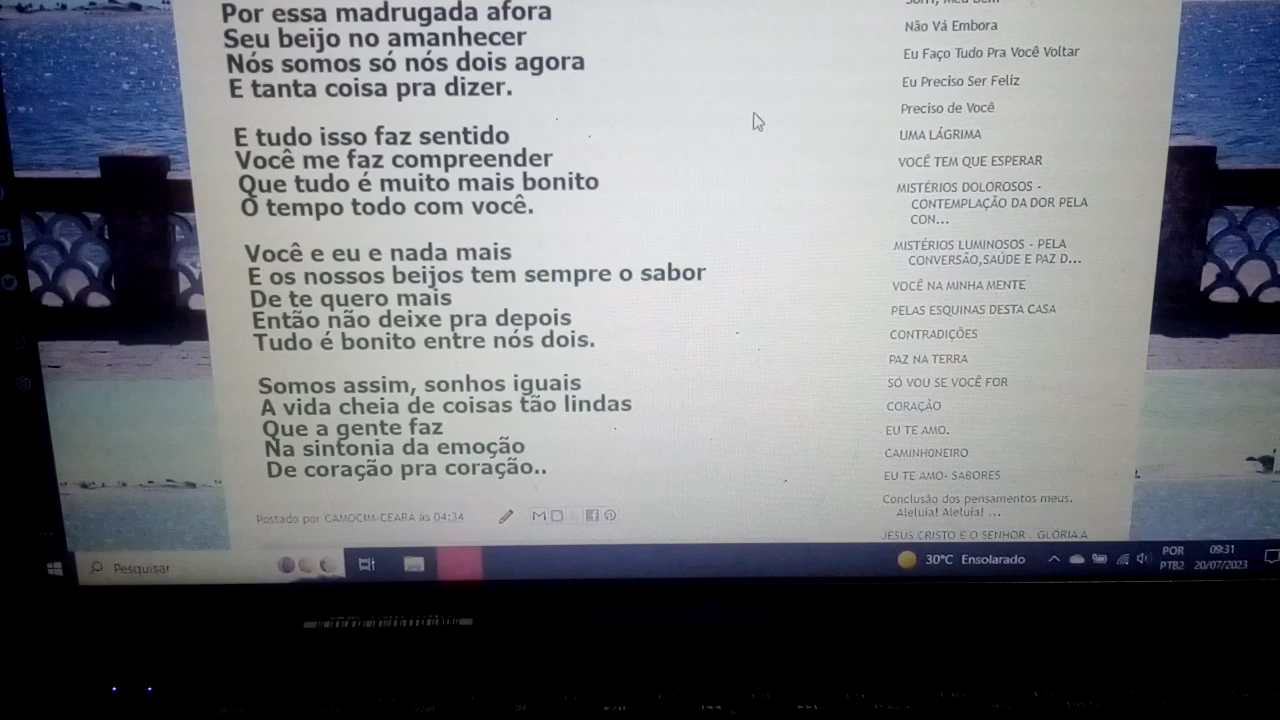 Por essa madrugada afora
Seu beijo no amanhecer
Nós somos só nós dois agora
E tanta coisa pra dizer.
E tudo isso faz sentido
Você me faz compreender
Que tudo é muito mais bonito
O tempo todo com você.
Você e eu e nada mais
E os nossos beijos tem sempre o sabor
De te quero mais
Então não deixe pra depois
Tudo é bonito entre nós dois.
Somos assim, sonhos iguais
A vida cheia de coisas tão lindas
Que a gente faz
Na sintonia da emoção
De coração pra coração..
Postado por CAMOCIM-CEARÁ às 04:34
Não Vá Embora
Eu Faço Tudo Pra Você Voltar
Eu Preciso Ser Feliz
Preciso de Você
UMA LÁGRIMA
VOCÊ TEM QUE ESPERAR
MISTÉRIOS DOLOROSOS -
CONTEMPLAÇÃO DA DOR PELA
CON...
MISTÉRIOS LUMINOSOS - PELA
CONVERSÃO,SAÚDE E PAZ D...
VOCÊ NA MINHA MENTE
PELAS ESQUINAS DESTA CASA
CONTRADIÇÕES
PAZ NA TERRA
SÓ VOU SE VOCÊ FOR
CORAÇÃO
EU TE AMO.
CAMINHONEIRO
EU TE AMO- SABORES
Conclusão dos pensamentos meus.
Aleluia! Aleluia! ...
JESUS CRISTO É O SENHOR . GLÓRIA A
Pesquisar
30°C Ensolarado
POR
PTB2
09:31
20/07/2023